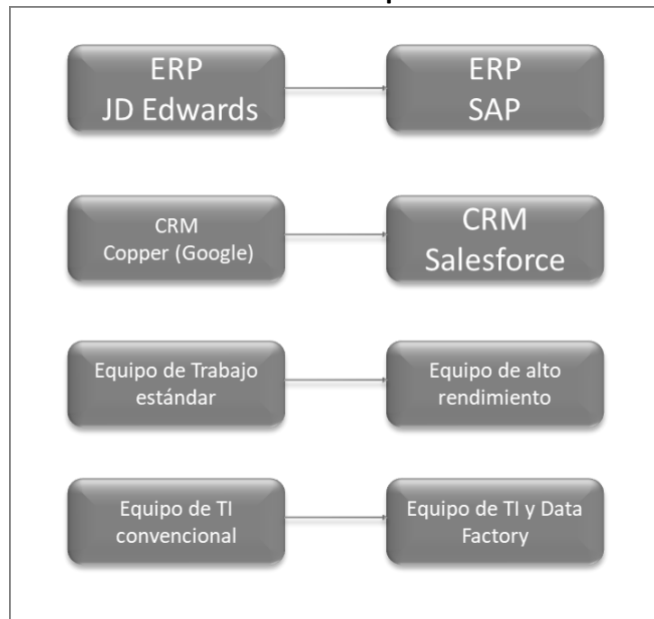 ERP
JD Edwards
ERP
SAP
CRM
Copper (Google)
CRM
Salesforce
Equipo de Trabajo
estándar
Equipo de alto
rendimiento
Equipo de TI
convencional
Equipo de TI y Data
Factory